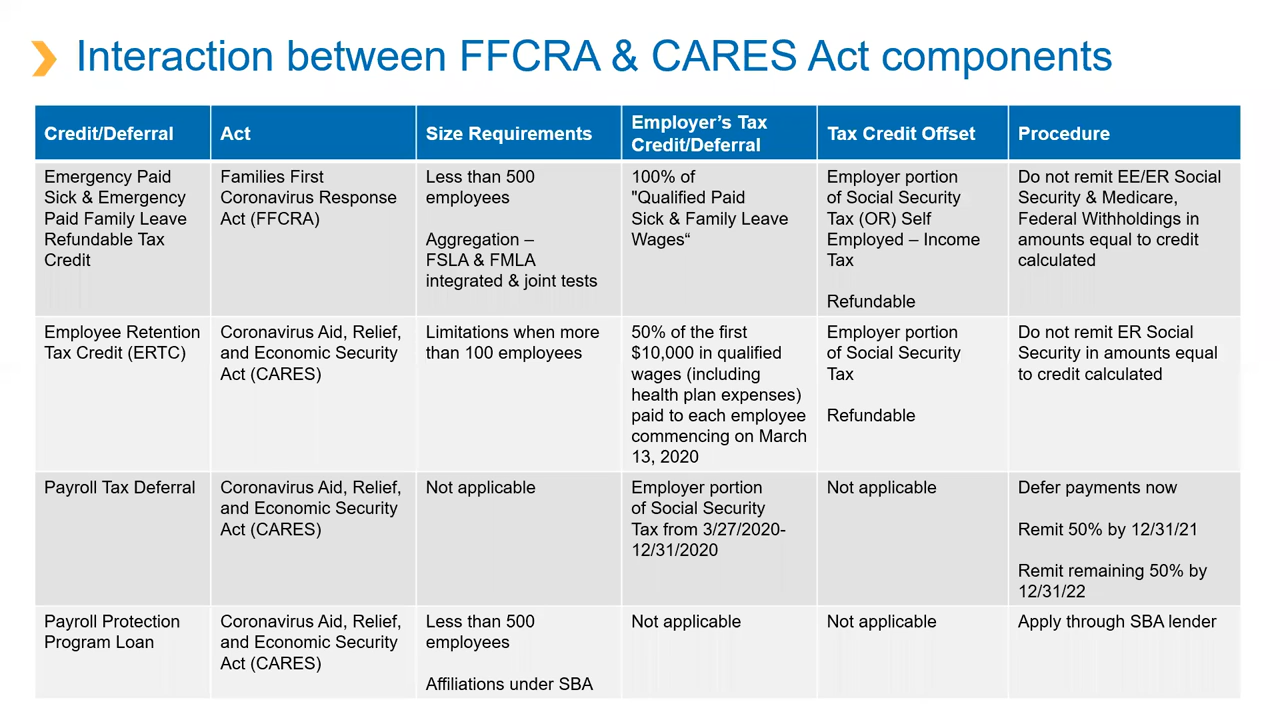 Interaction between FFCRA & CARES Act components
Credit/Deferral
Act
Size Requirements
Employer’s Tax
Credit/Deferral
Tax Credit Offset
Procedure
Emergency Paid
Sick & Emergency
Paid Family Leave
Refundable Tax
Credit
Families First
Coronavirus Response
Act (FFCRA)
Less than 500
employees
Aggregation –
FSLA & FMLA
integrated & joint tests
100% of
"Qualified Paid
Sick & Family Leave
Wages“
Employer portion
of Social Security
Tax (OR) Self
Employed – Income
Tax
Refundable
Do not remit EE/ER Social
Security & Medicare,
Federal Withholdings in
amounts equal to credit
calculated
Employee Retention
Tax Credit (ERTC)
Coronavirus Aid, Relief,
and Economic Security
Act (CARES)
Limitations when more
than 100 employees
50% of the first
$10,000 in qualified
wages (including
health plan expenses)
paid to each employee
commencing on March
13, 2020
Employer portion
of Social Security
Tax
Refundable
Do not remit ER Social
Security in amounts equal
to credit calculated
Payroll Tax Deferral
Coronavirus Aid, Relief,
and Economic Security
Act (CARES)
Not applicable
Employer portion
of Social Security
Tax from 3/27/2020-
12/31/2020
Not applicable
Defer payments now
Remit 50% by 12/31/21
Remit remaining 50% by
12/31/22
Payroll Protection
Program Loan
Coronavirus Aid, Relief,
and Economic Security
Act (CARES)
Less than 500
employees
Affiliations under SBA
Not applicable
Not applicable
Apply through SBA lender